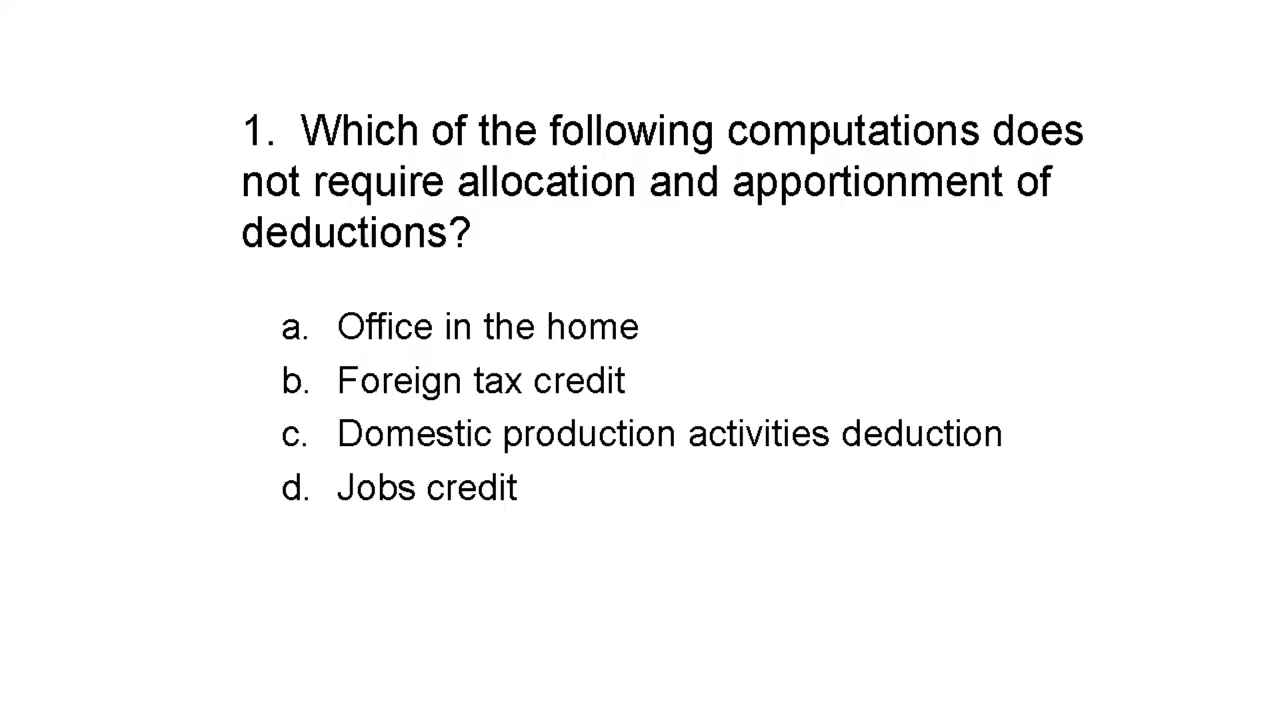 1. Which of the following computations does
not require allocation and apportionment of
deductions?
a. Office in the home
b. Foreign tax credit
c. Domestic production activities deduction
d. Jobs credit